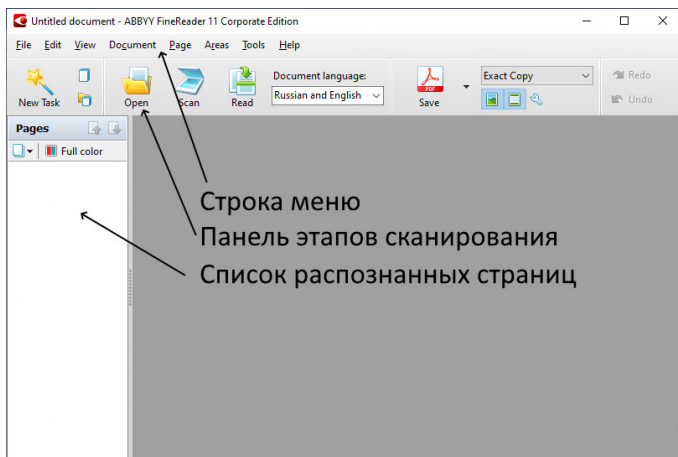 Untitled document - ABBYY FineReader 11 Corporate Edition
File Edit View Document Page Areas Tools Help
New Task Open Scan Read Document language: Russian and English PDF Save Exact Copy Redo Undo
Pages
Full color
Строка меню
Панель этапов сканирования
Список распознанных страниц